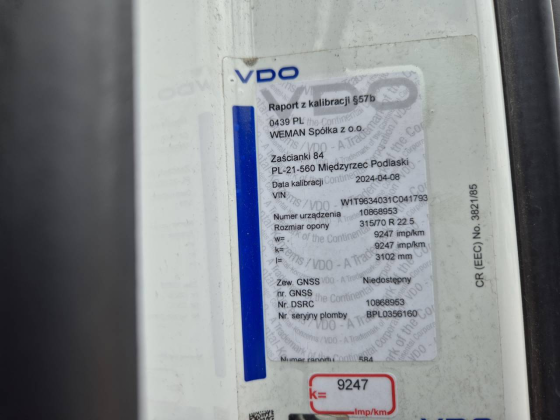 VDO
Raport z kalibracji §57b
0439 PL
WEMAN Spółka z o.o.
Zaścianki 84
PL-21-560 Międzyrzec Podlaski
Data kalibracji 2024-04-08
VIN
W1T9634031C041793
Numer urządzenia 10868953
Rozmiar opony 315/70 R 22.5
w= 9247 imp/km
k= 9247 imp/km
l= 3102 mm
Zew. GNSS Niedostępny
nr. GNSS
Nr. DSRC 10868953
Nr. seryjny plomby BPL0356160
Numer raportu 584
k= 9247
Imp/km
VDO
CR (EEC) No. 3821/85